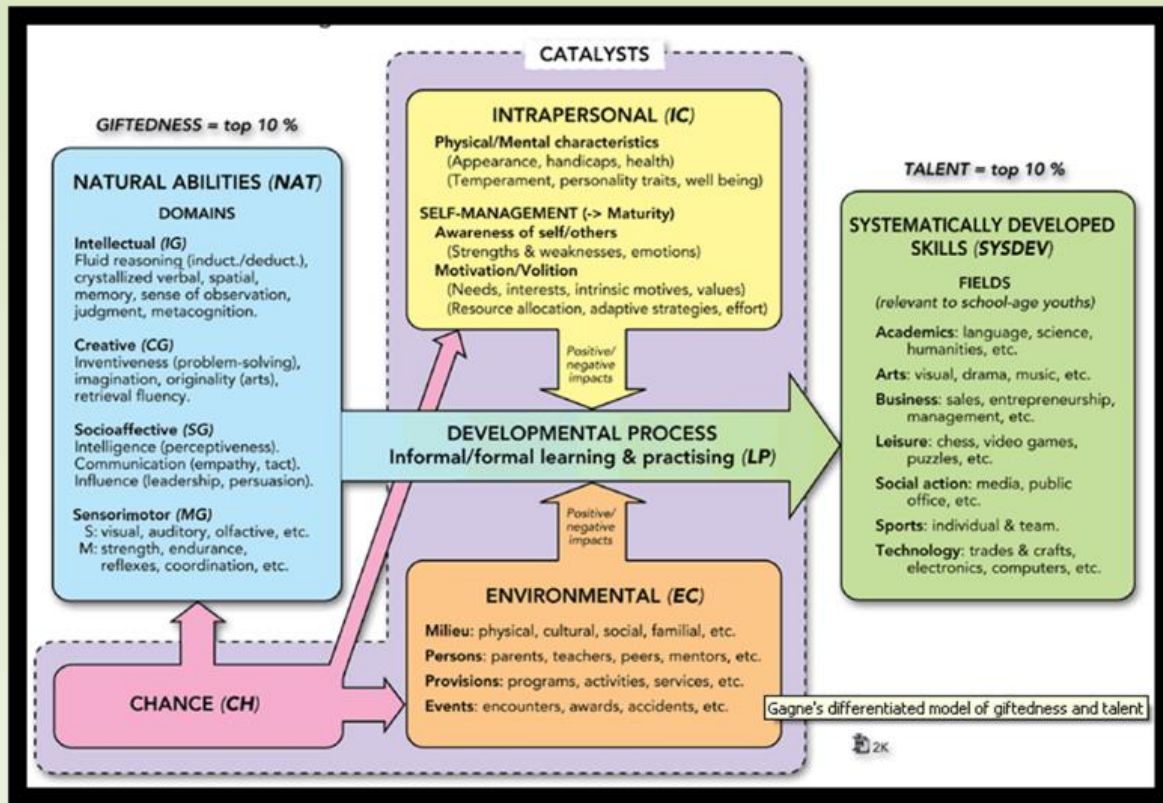 CATALYSTS
GIFTEDNESS = top 10 %
NATURAL ABILITIES (NAT)
DOMAINS
Intellectual (IG)
Fluid reasoning (induct./deduct.),
crystallized verbal, spatial,
memory, sense of observation,
judgment, metacognition.
Creative (CG)
Inventiveness (problem-solving),
imagination, originality (arts),
retrieval fluency.
Socioaffective (SG)
Intelligence (perceptiveness).
Communication (empathy, tact).
Influence (leadership, persuasion).
Sensorimotor (MG)
S: visual, auditory, olfactive, etc.
M: strength, endurance,
reflexes, coordination, etc.
INTRAPERSONAL (IC)
Physical/Mental characteristics
(Appearance, handicaps, health)
(Temperament, personality traits, well being)
SELF-MANAGEMENT (-> Maturity)
Awareness of self/others
(Strengths & weaknesses, emotions)
Motivation/Volition
(Needs, interests, intrinsic motives, values)
(Resource allocation, adaptive strategies, effort)
Positive/
negative
impacts
DEVELOPMENTAL PROCESS
Informal/formal learning & practising (LP)
Positive/
negative
impacts
ENVIRONMENTAL (EC)
Milieu: physical, cultural, social, familial, etc.
Persons: parents, teachers, peers, mentors, etc.
Provisions: programs, activities, services, etc.
Events: encounters, awards, accidents, etc.
CHANCE (CH)
TALENT = top 10 %
SYSTEMATICALLY DEVELOPED
SKILLS (SYSDEV)
FIELDS
(relevant to school-age youths)
Academics: language, science,
humanities, etc.
Arts: visual, drama, music, etc.
Business: sales, entrepreneurship,
management, etc.
Leisure: chess, video games,
puzzles, etc.
Social action: media, public
office, etc.
Sports: individual & team.
Technology: trades & crafts,
electronics, computers, etc.
Gagne's differentiated model of giftedness and talent
2K